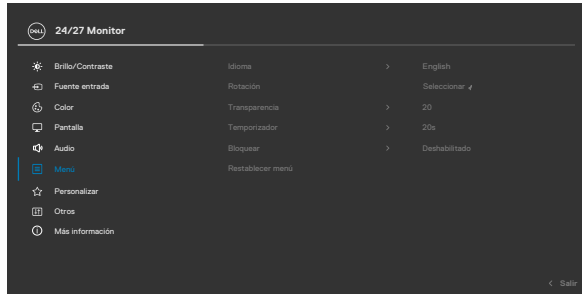 DELL 24/27 Monitor
Brillo/Contraste Idioma > English
Fuente entrada Rotación Seleccionar
Color Transparencia > 20
Pantalla Temporizador > 20s
Audio Bloquear > Deshabilitado
Menú Restablecer menú
Personalizar
Otros
Más información
< Salir